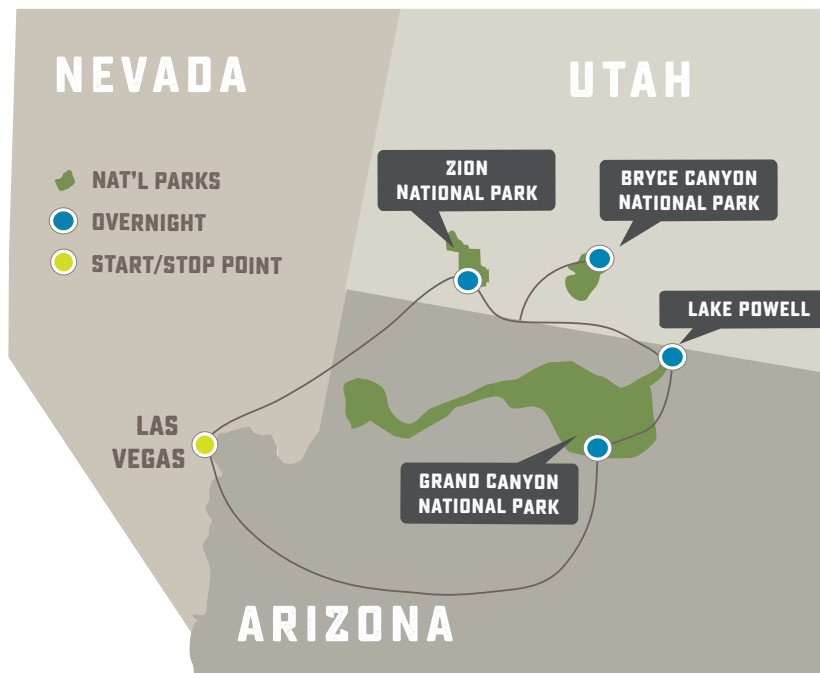 NEVADA
UTAH
NAT'L PARKS
OVERNIGHT
START/STOP POINT
ZION
NATIONAL PARK
BRYCE CANYON
NATIONAL PARK
LAKE POWELL
LAS
VEGAS
GRAND CANYON
NATIONAL PARK
ARIZONA